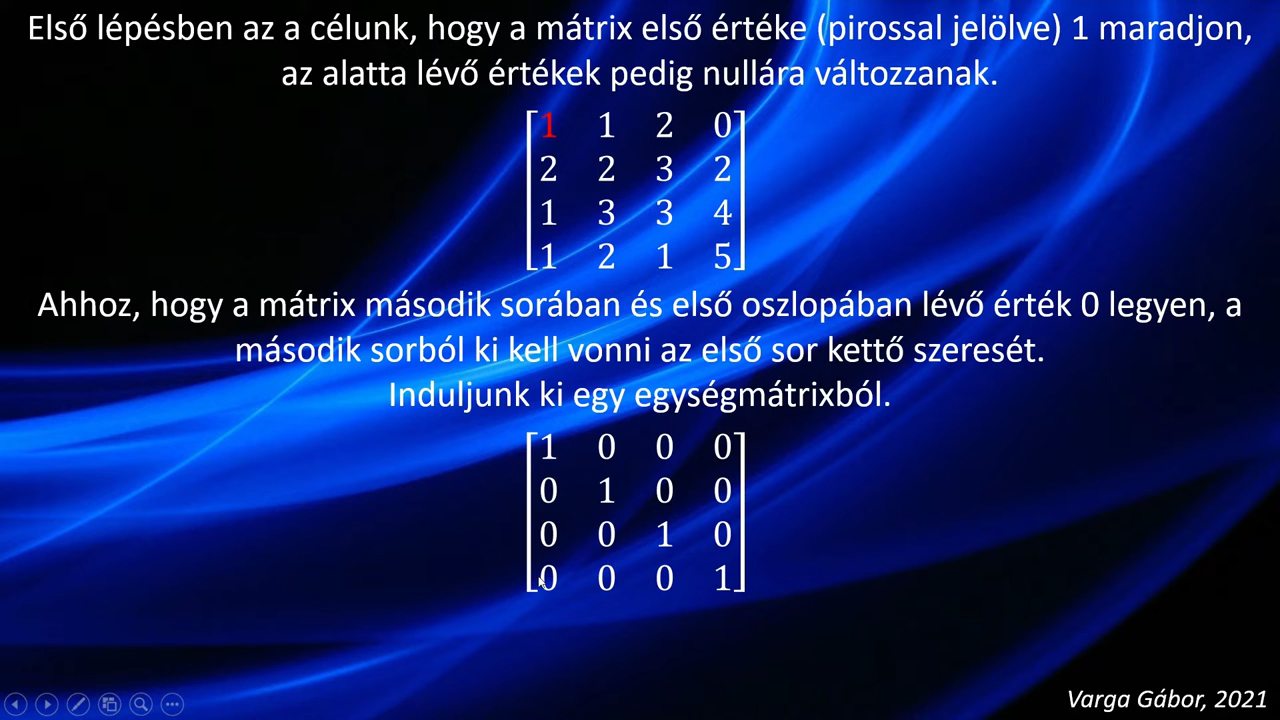 Első lépésben az a célunk, hogy a mátrix első értéke (pirossal jelölve) 1 maradjon,
az alatta lévő értékek pedig nullára változzanak.
1 1 2 0
2 2 3 2
1 3 3 4
1 2 1 5
Ahhoz, hogy a mátrix második sorában és első oszlopában lévő érték 0 legyen, a
második sorból ki kell vonni az első sor kettő szeresét.
Induljunk ki egy egységmátrixból.
1 0 0 0
0 1 0 0
0 0 1 0
0 0 0 1
Varga Gábor, 2021